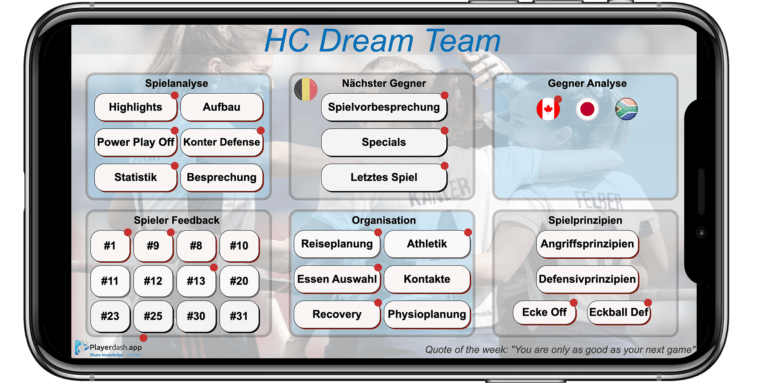 HC Dream Team
Spielanalyse
Highlights
Aufbau
Power Play Off
Konter Defense
Statistik
Besprechung
Nächster Gegner
Spielvorbesprechung
Specials
Letztes Spiel
Gegner Analyse
KANLER
FELBER
Spieler Feedback
#1
#9
#8
#10
#11
#12
#13
#20
#23
#25
#30
#31
Organisation
Reiseplanung
Athletik
Essen Auswahl
Kontakte
Recovery
Physioplanung
Spielprinzipien
Angriffsprinzipien
Defensivprinzipien
Ecke Off
Eckball Def
Playerdash.app
Quote of the week: "You are only as good as your next game"